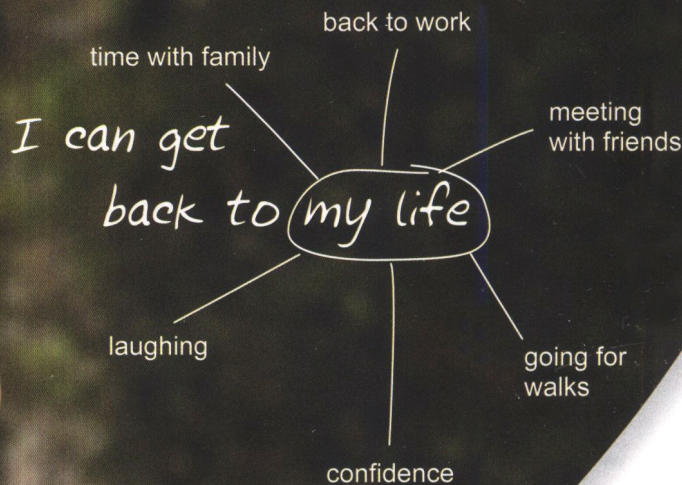 back to work
time with family
meeting
with friends
I can get
back to my life
laughing
going for
walks
confidence